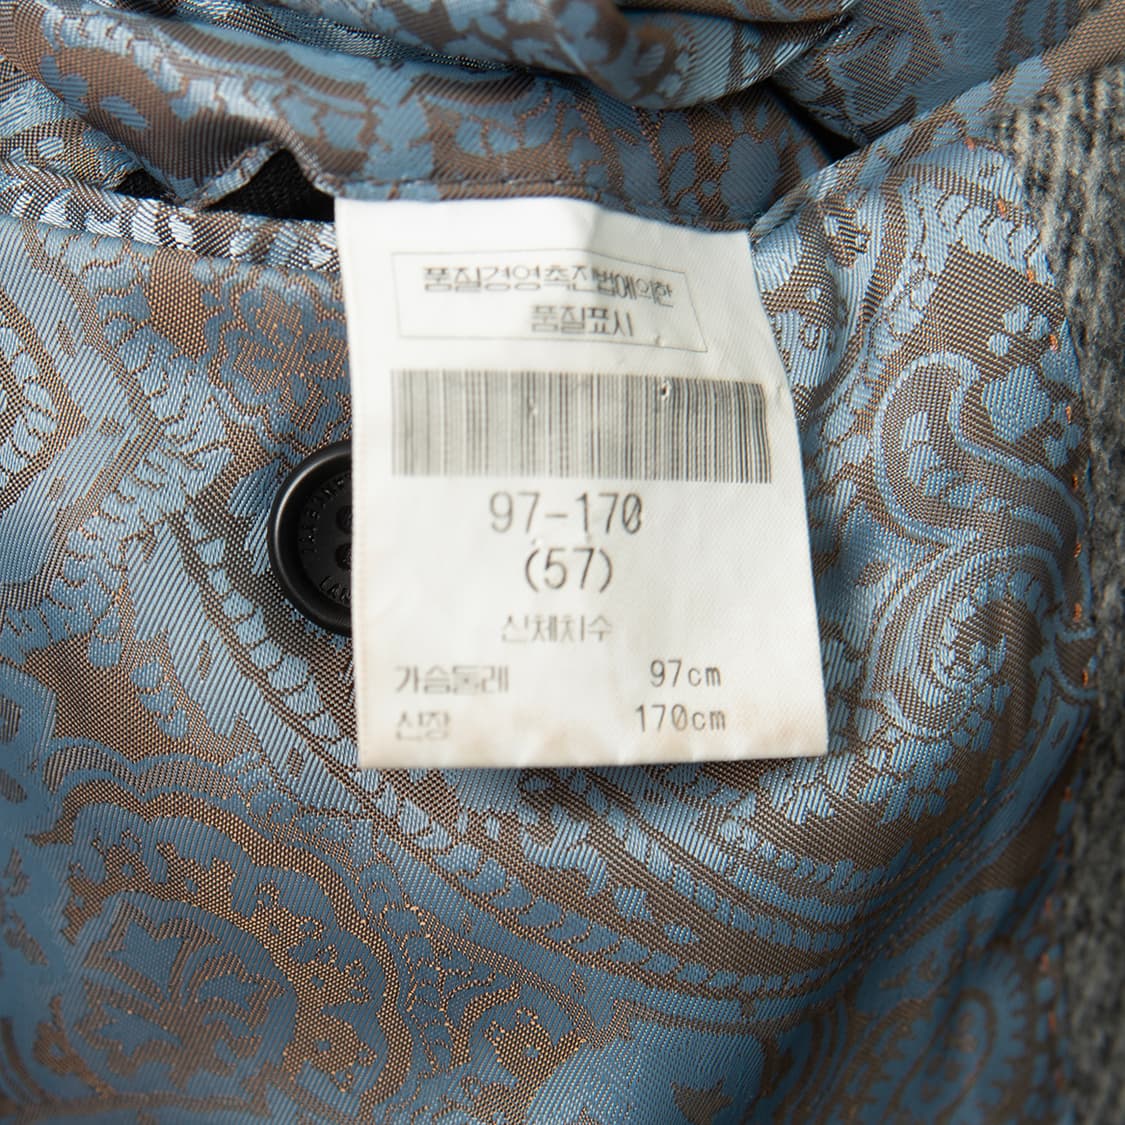 품질경영촉진법에의한
품질표시
97-170
(57)
신체치수
가슴둘레 97cm
신장 170cm